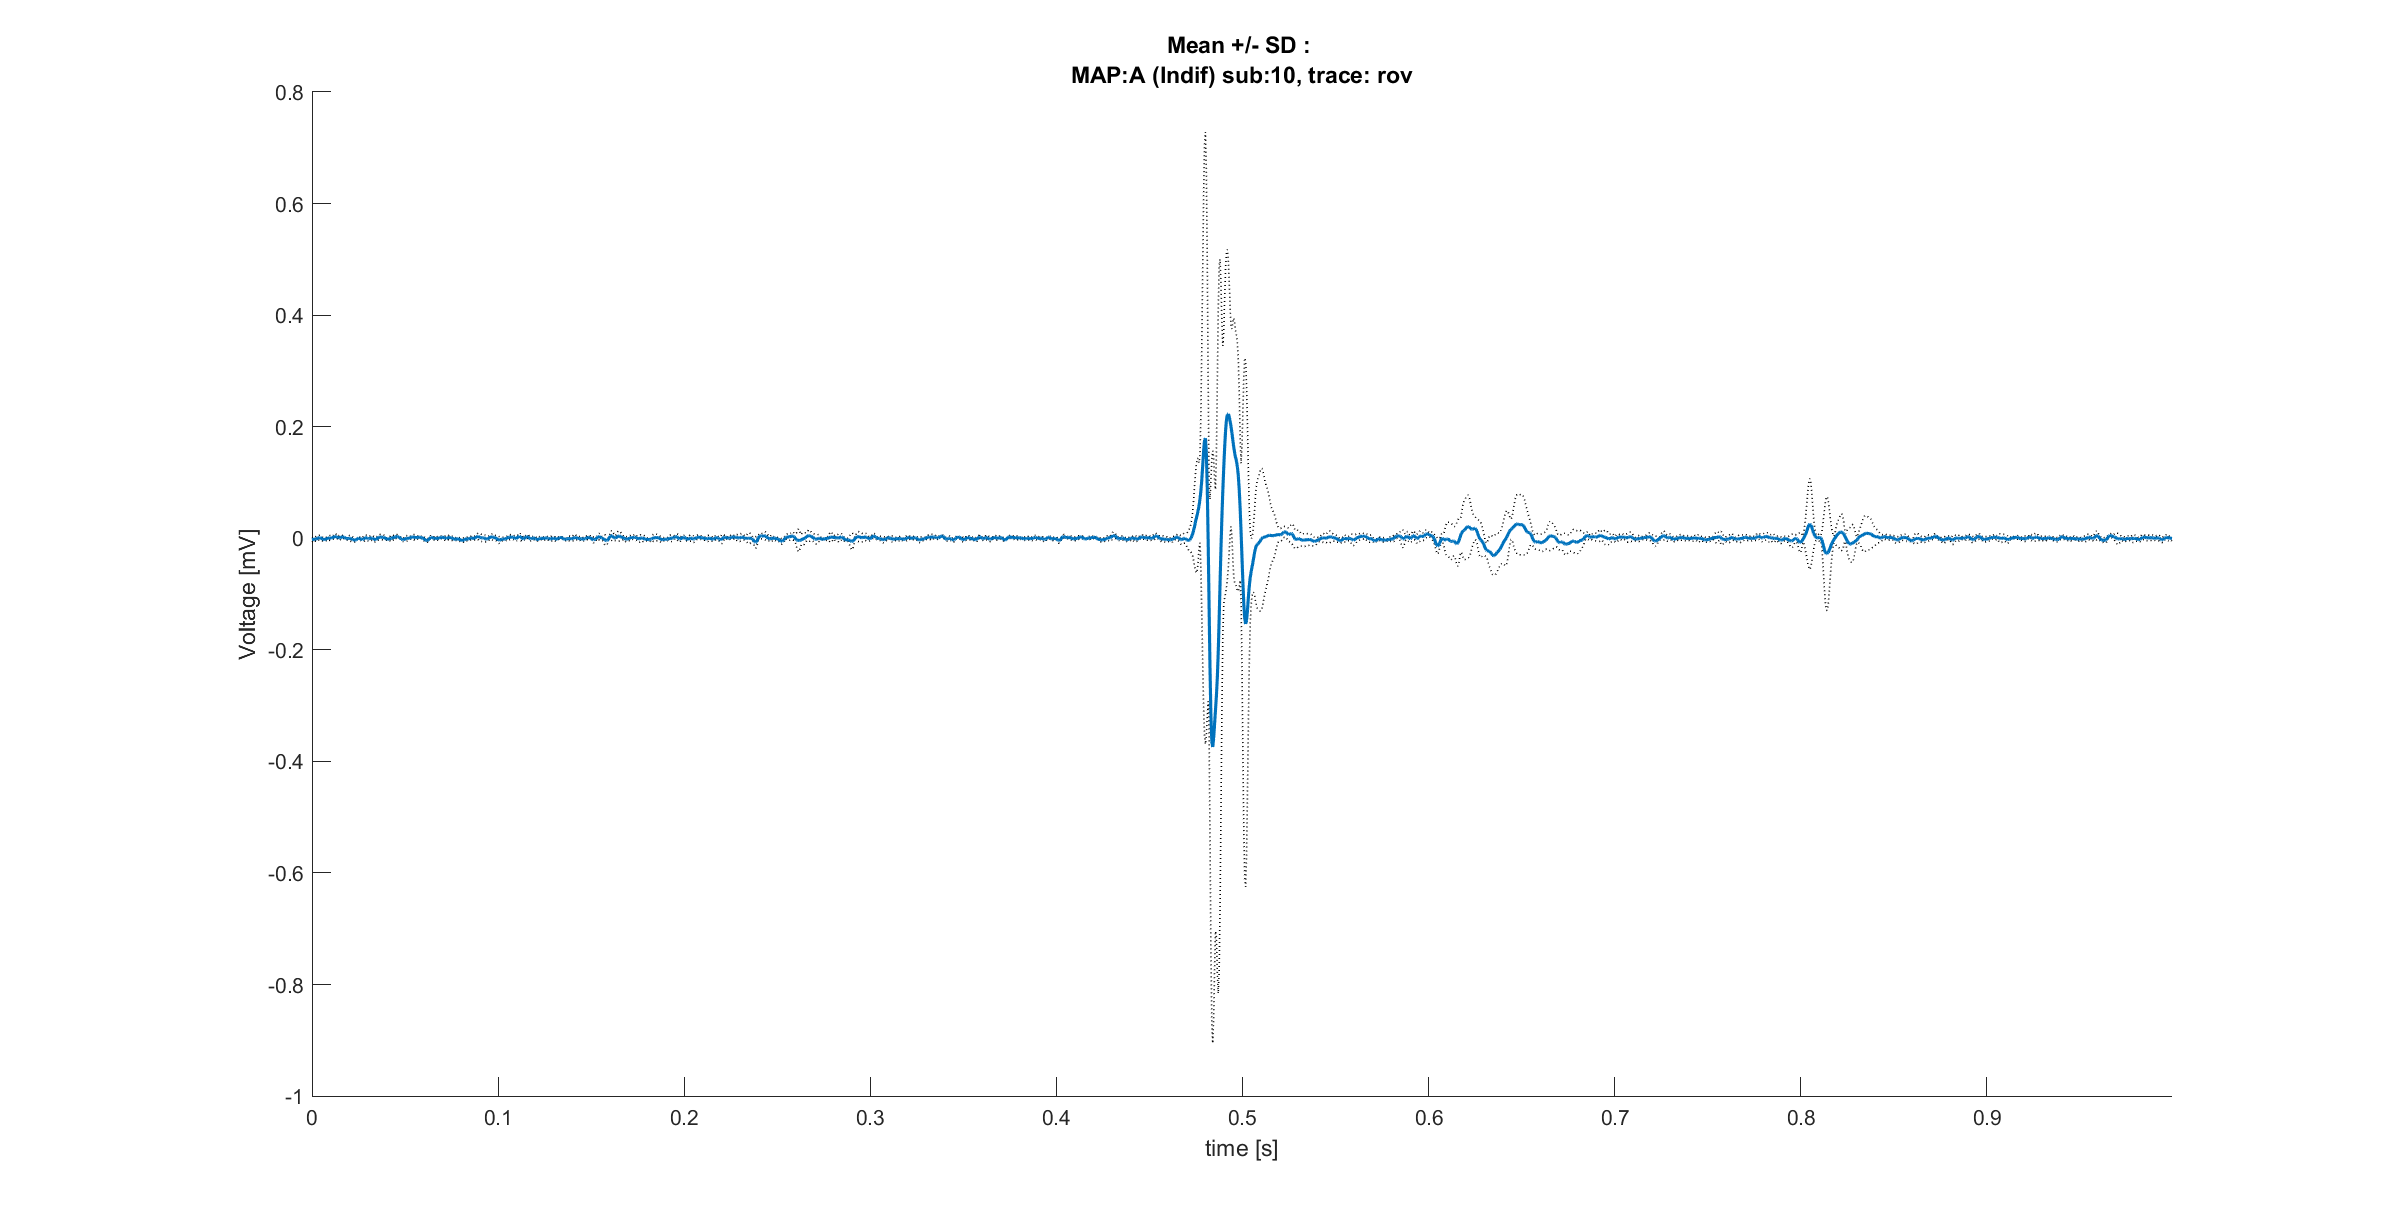 Mean +/- SD :
MAP:A (Indif) sub:10, trace: rov
0.8
0.6
0.4
0.2
0
-0.2
-0.4
-0.6
-0.8
-1
Voltage [mV]
0 0.1 0.2 0.3 0.4 0.5 0.6 0.7 0.8 0.9
time [s]